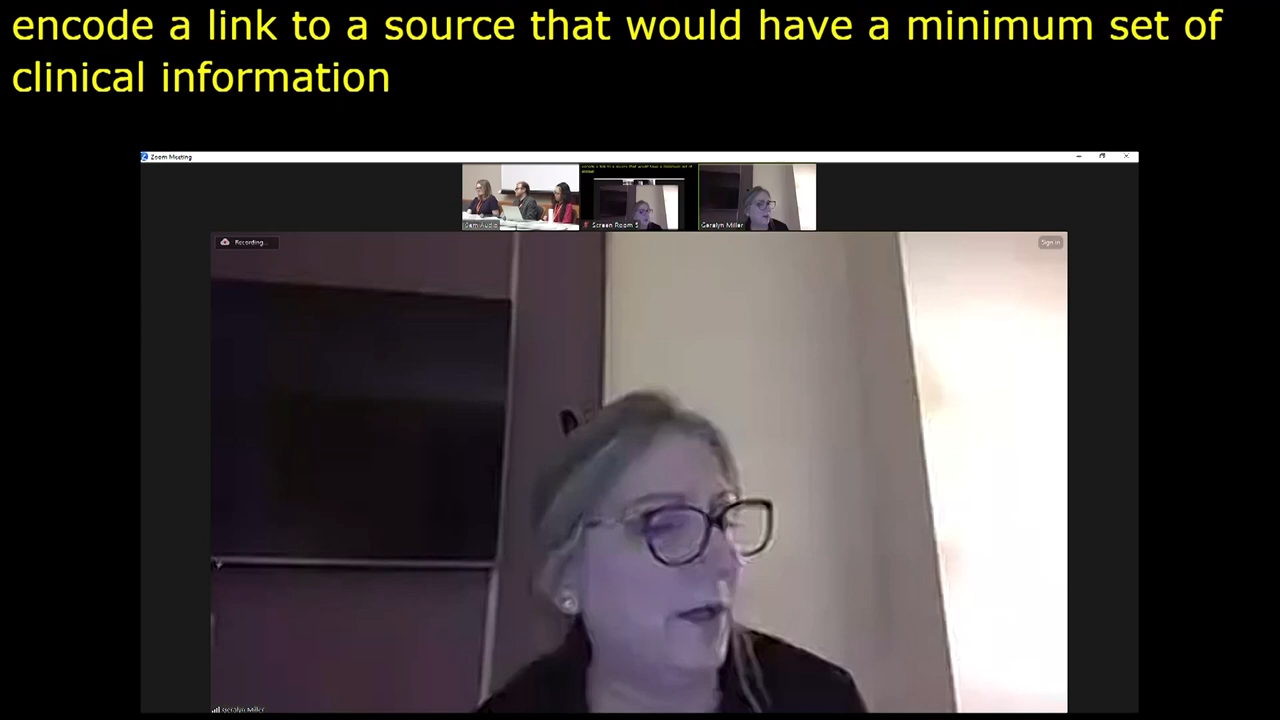 encode a link to a source that would have a minimum set of
clinical information
Zoom Meeting
Screen Room 5
Geralyn Miller
Recording...
Sign in
Geralyn Miller